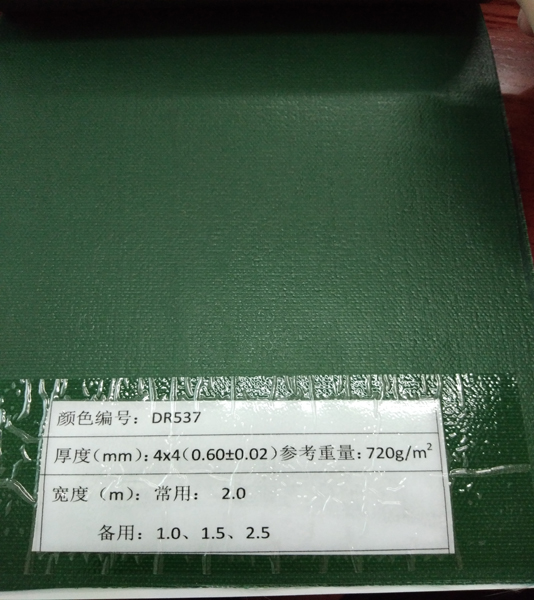 颜色编号：DR537
厚度（mm）：4x4（0.60±0.02）参考重量：720g/m²
宽度（m）：常用： 2.0
备用：1.0、1.5、2.5